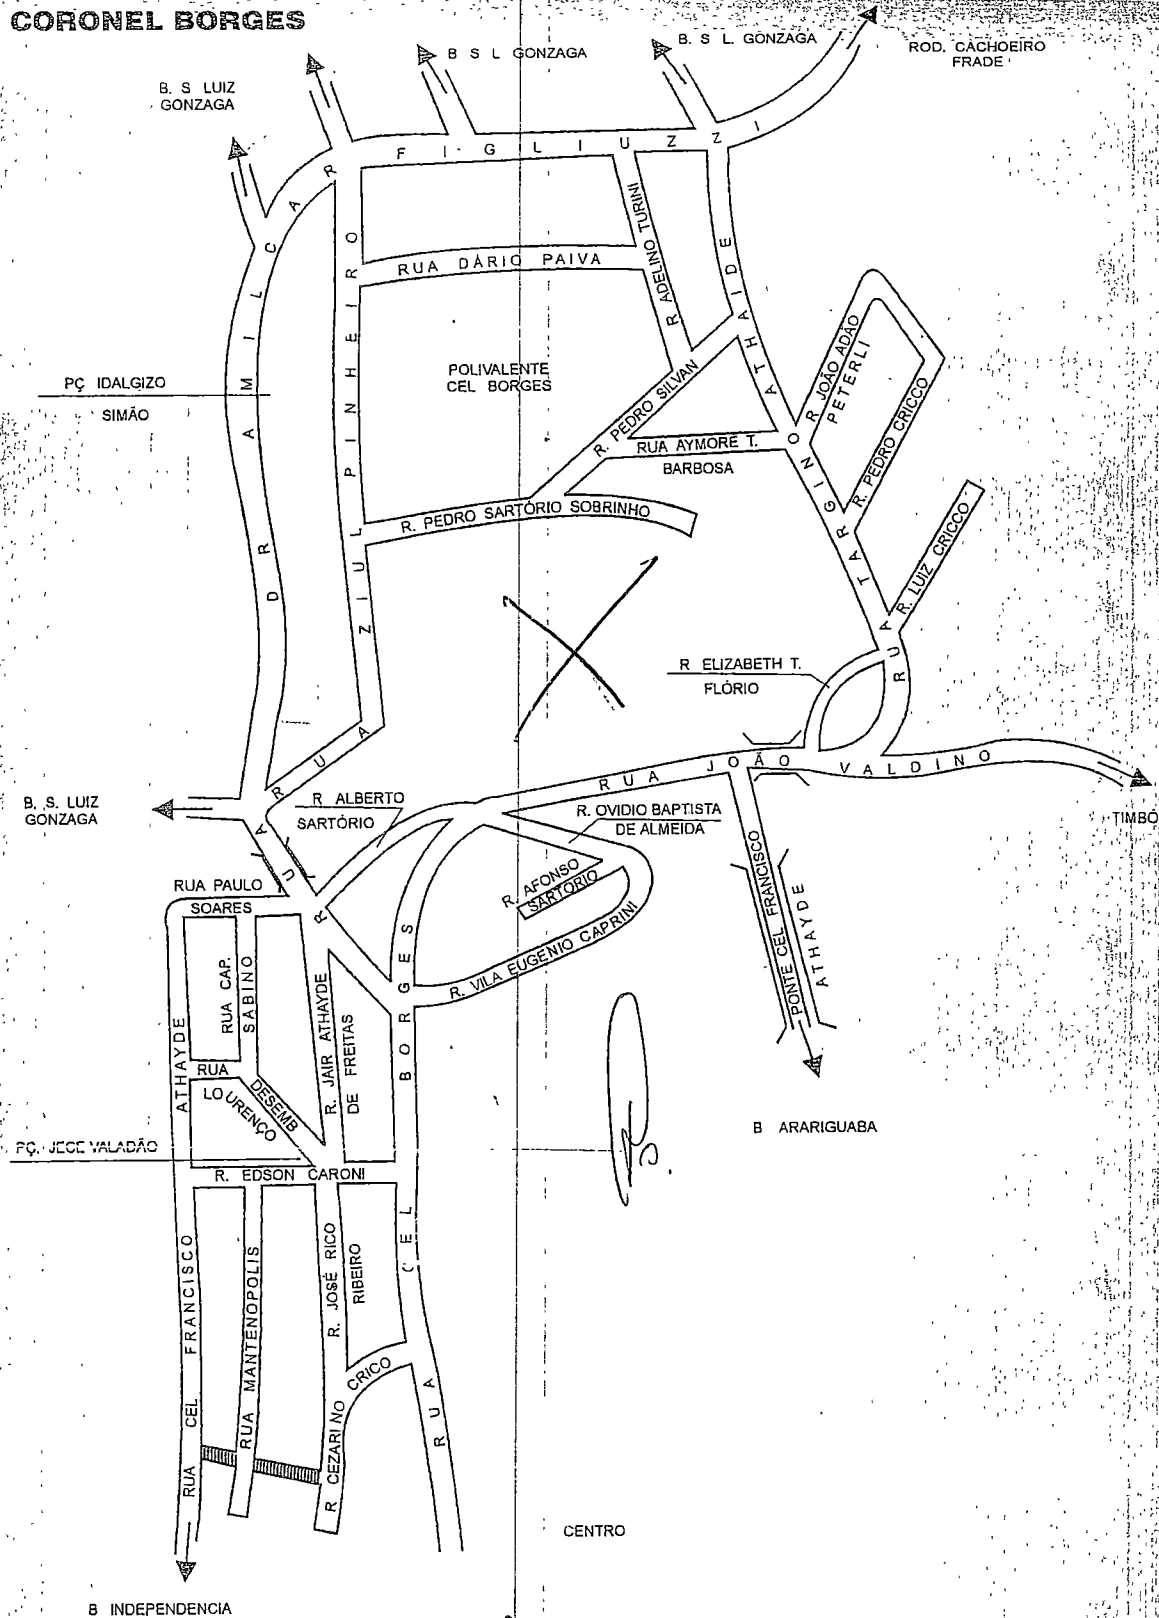 CORONEL BORGES
B. S LUIZ
GONZAGA
B S L GONZAGA
B. S L. GONZAGA
ROD. CACHOEIRO
FRADE
RUA DR AMILCAR FIGLIUZZI
RUA ZIUL PINHEIRO
RUA DÁRIO PAIVA
R ADELINO TURINI
RUA TARGINO ATHAIDE
R JOÃO ADÃO
PETERLI
R. PEDRO CRICCO
R. LUIZ CRICCO
PÇ IDALGIZO
SIMÃO
POLIVALENTE
CEL BORGES
R. PEDRO SILVAN
RUA AYMORE T.
BARBOSA
R. PEDRO SARTÓRIO SOBRINHO
R ELIZABETH T.
FLÓRIO
RUA JOÃO VALDINO
TIMBÓ
B. S. LUIZ
GONZAGA
R ALBERTO
SARTÓRIO
R. OVIDIO BAPTISTA
DE ALMEIDA
R. AFONSO
SARTORIO
R. VILA EUGENIO CAPRINI
PONTE CEL FRANCISCO
ATHAYDE
B ARARIGUABA
RUA PAULO
SOARES
RUA CAP.
SABINO
R. JAIR ATHAYDE
DE FREITAS
RUA
DESEMB
LOURENÇO
PÇ. JECE VALADÃO
R. EDSON CARONI
RUA CEL FRANCISCO ATHAYDE
RUA MANTENOPOLIS
R. JOSÉ RICO
RIBEIRO
R CEZARINO CRICO
RUA CEL BORGES
CENTRO
B INDEPENDENCIA